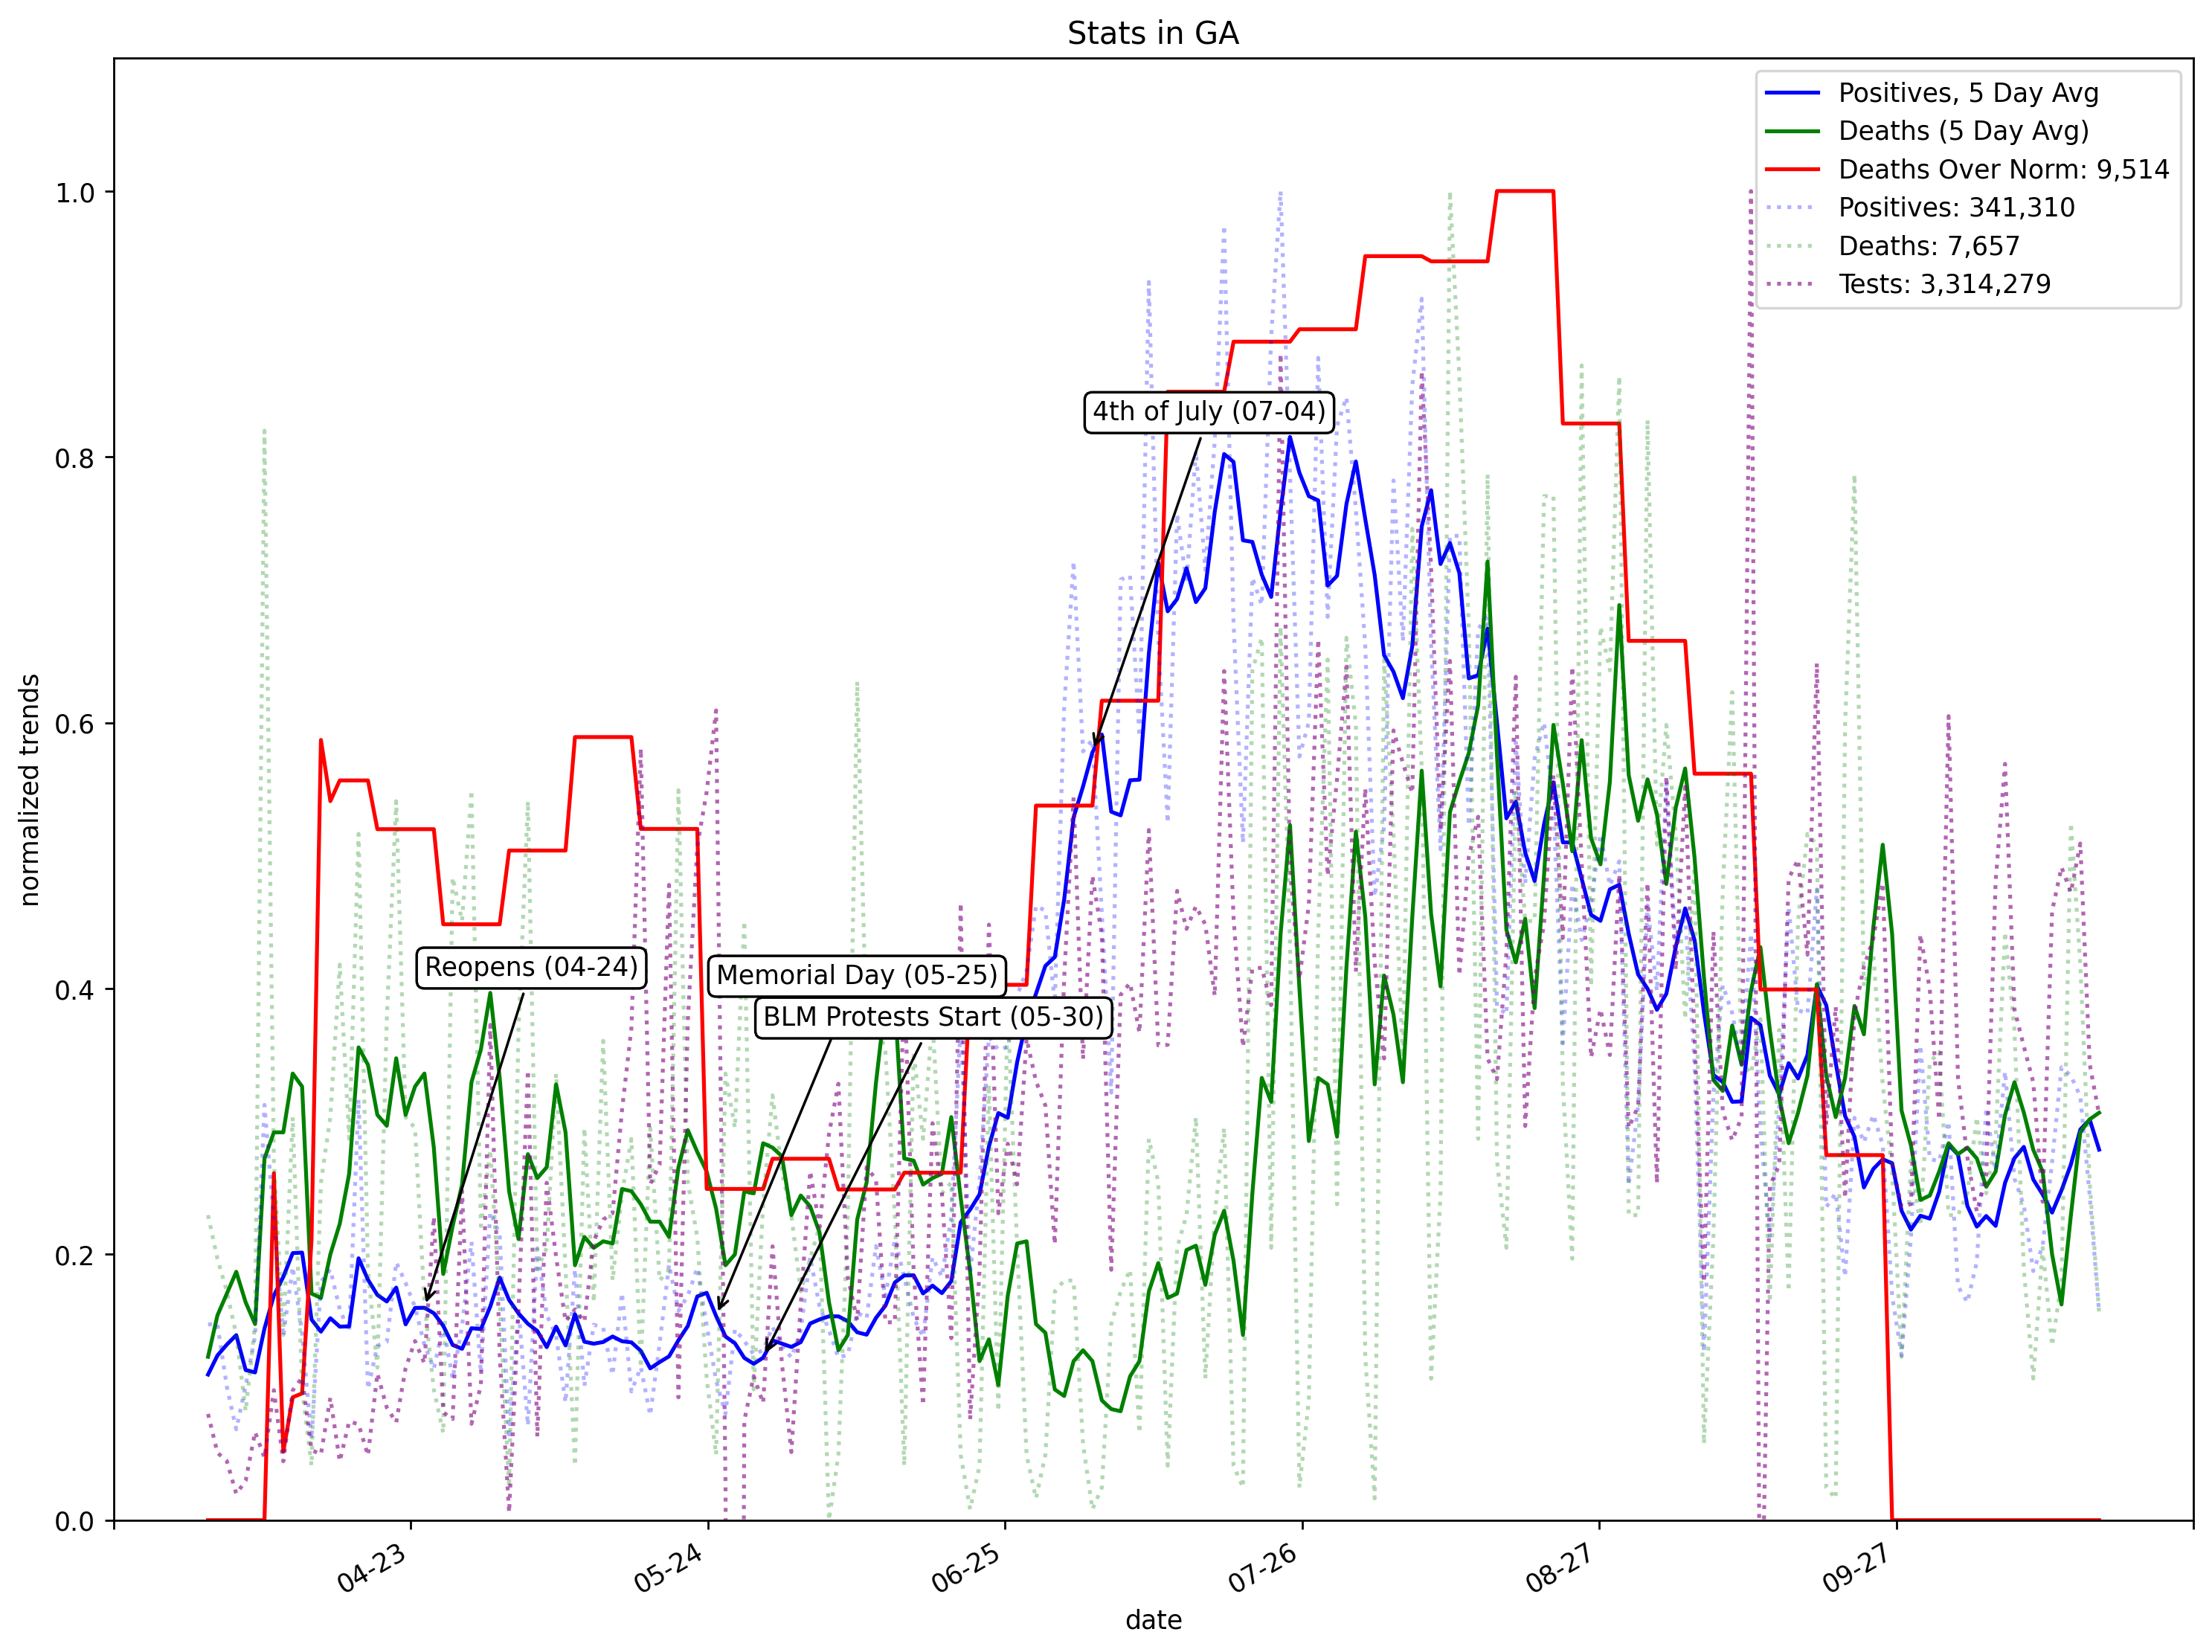 Stats in GA
Positives, 5 Day Avg
Deaths (5 Day Avg)
Deaths Over Norm: 9,514
Positives: 341,310
Deaths: 7,657
Tests: 3,314,279
1.0
0.8
0.6
0.4
0.2
0.0
normalized trends
4th of July (07-04)
Reopens (04-24)
Memorial Day (05-25)
BLM Protests Start (05-30)
04-23
05-24
06-25
07-26
08-27
09-27
date